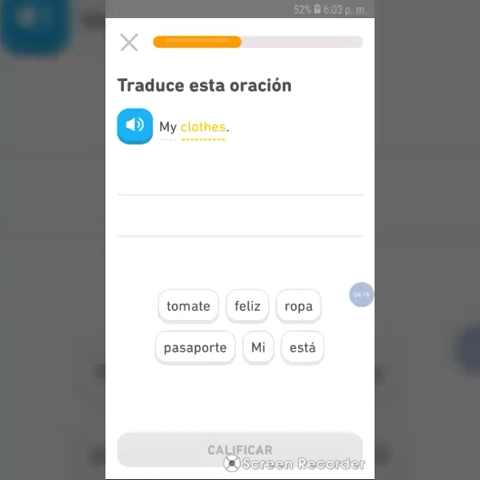 52% 6:03 p. m.
Traduce esta oración
My clothes.
tomate feliz ropa
pasaporte Mi está
CALIFICAR
Screen Recorder